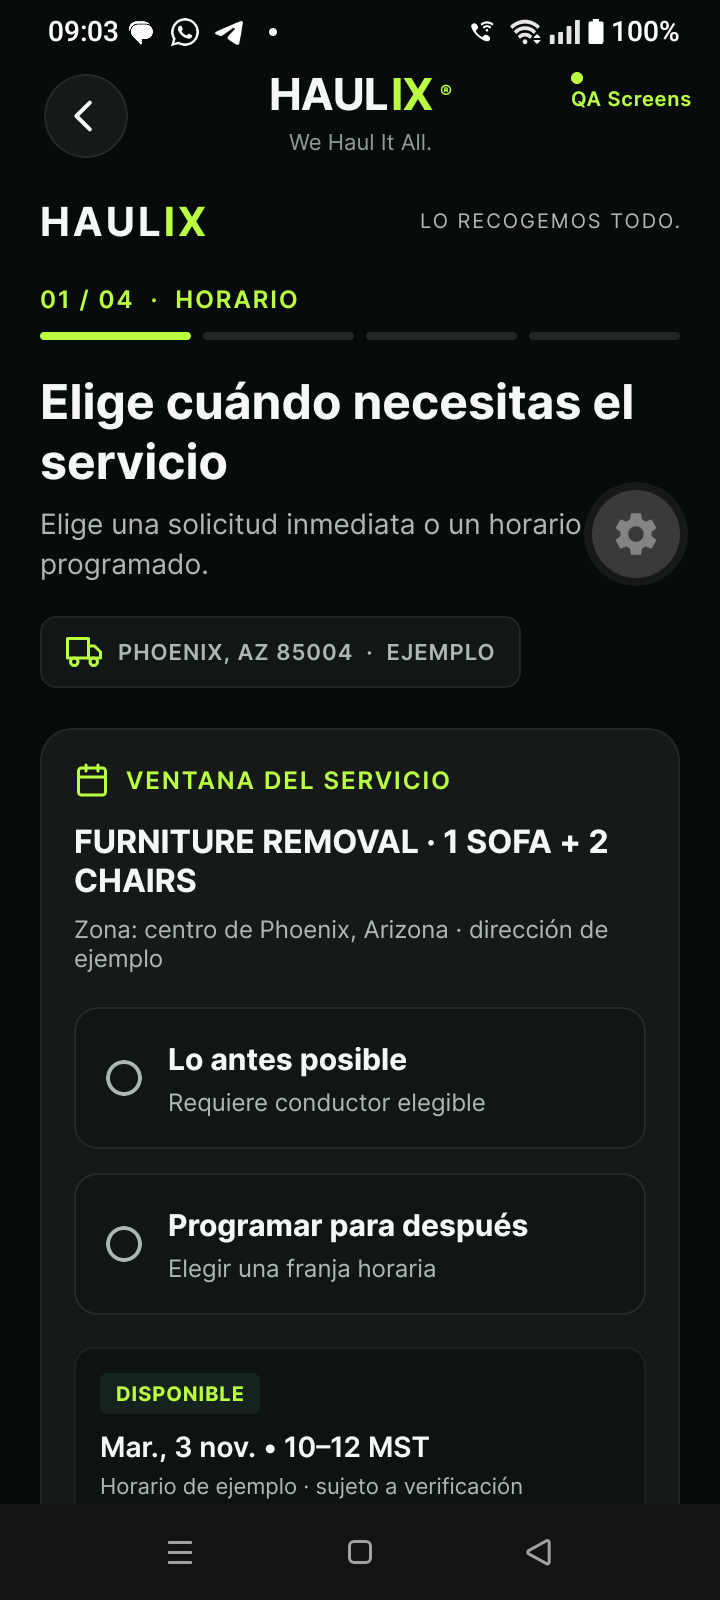 09:03
100%
HAULIX ®
QA Screens
We Haul It All.
HAULIX
LO RECOGEMOS TODO.
01 / 04 · HORARIO
Elige cuándo necesitas el
servicio
Elige una solicitud inmediata o un horario
programado.
PHOENIX, AZ 85004 · EJEMPLO
VENTANA DEL SERVICIO
FURNITURE REMOVAL · 1 SOFA + 2
CHAIRS
Zona: centro de Phoenix, Arizona · dirección de
ejemplo
Lo antes posible
Requiere conductor elegible
Programar para después
Elegir una franja horaria
DISPONIBLE
Mar., 3 nov. • 10–12 MST
Horario de ejemplo · sujeto a verificación